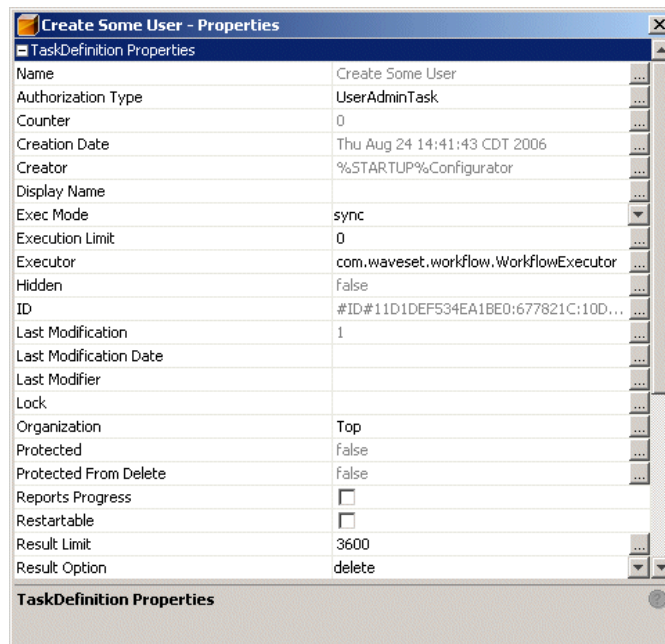 Create Some User - Properties
TaskDefinition Properties
Name Create Some User ...
Authorization Type UserAdminTask ...
Counter 0 ...
Creation Date Thu Aug 24 14:41:43 CDT 2006 ...
Creator %STARTUP%Configurator ...
Display Name ...
Exec Mode sync
Execution Limit 0 ...
Executor com.waveset.workflow.WorkflowExecutor ...
Hidden false ...
ID #ID#11D1DEF534EA1BE0:677821C:10D... ...
Last Modification 1 ...
Last Modification Date ...
Last Modifier ...
Lock ...
Organization Top ...
Protected false ...
Protected From Delete false ...
Reports Progress
Restartable
Result Limit 3600 ...
Result Option delete
TaskDefinition Properties ?